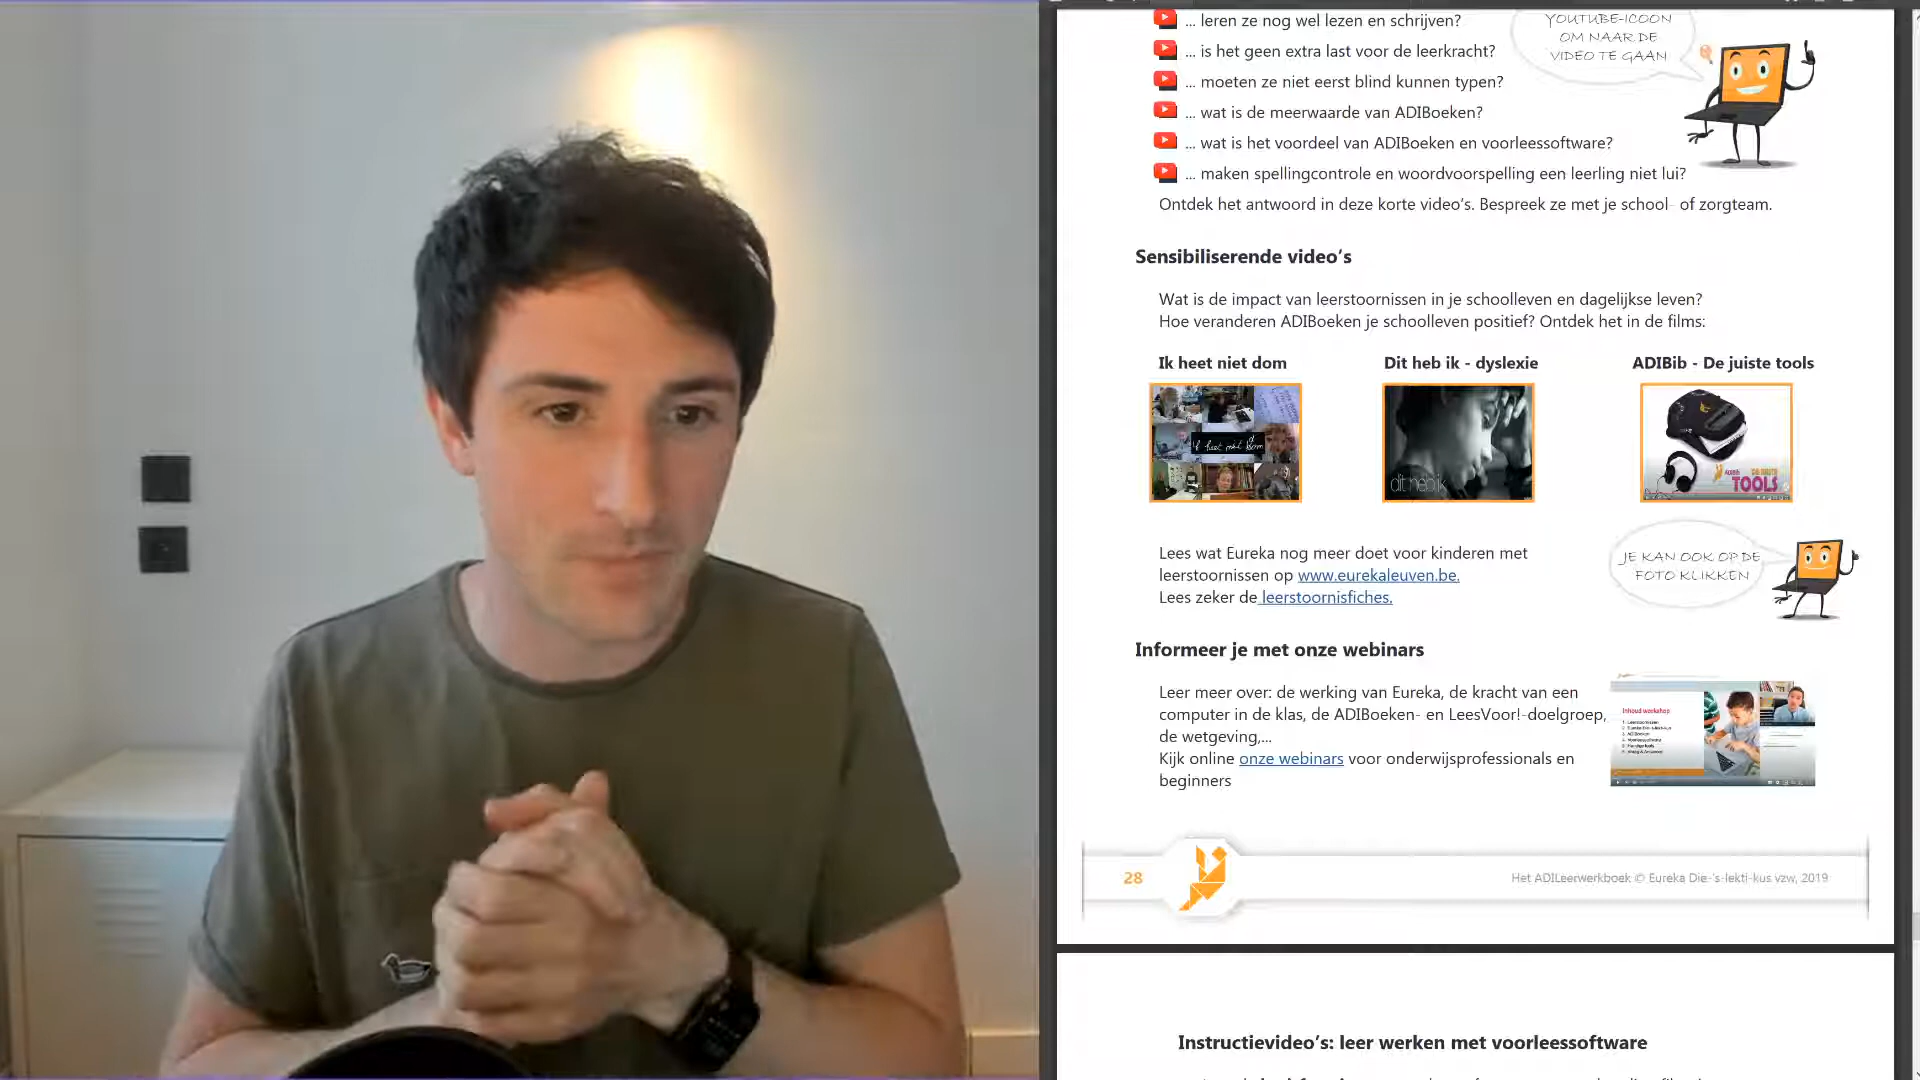 ... leren ze nog wel lezen en schrijven?
... is het geen extra last voor de leerkracht?
... moeten ze niet eerst blind kunnen typen?
... wat is de meerwaarde van ADIBoeken?
... wat is het voordeel van ADIBoeken en voorleessoftware?
... maken spellingcontrole en woordvoorspelling een leerling niet lui?
YOUTUBE-ICOON
OM NAAR DE
VIDEO TE GAAN
Ontdek het antwoord in deze korte video's. Bespreek ze met je school- of zorgteam.
Sensibiliserende video's
Wat is de impact van leerstoornissen in je schoolleven en dagelijkse leven?
Hoe veranderen ADIBoeken je schoolleven positief? Ontdek het in de films:
Ik heet niet dom
Dit heb ik - dyslexie
ADIBib - De juiste tools
ik heet niet dom
dit heb ik
TOOLS
Lees wat Eureka nog meer doet voor kinderen met
leerstoornissen op www.eurekaleuven.be.
Lees zeker de leerstoornisfiches.
JE KAN OOK OP DE
FOTO KLIKKEN
Informeer je met onze webinars
Leer meer over: de werking van Eureka, de kracht van een
computer in de klas, de ADIBoeken- en LeesVoor!-doelgroep,
de wetgeving,...
Kijk online onze webinars voor onderwijsprofessionals en
beginners
Inhoud workshop
28
Het ADILeerwerkboek © Eureka Die-'s-lekti-kus vzw, 2019
Instructievideo's: leer werken met voorleessoftware